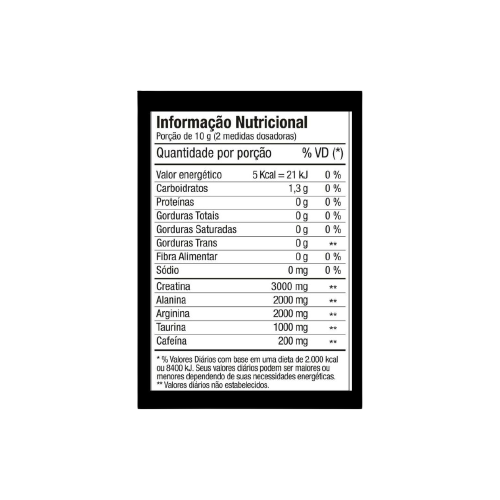 Informação Nutricional
Porção de 10 g (2 medidas dosadoras)
Quantidade por porção % VD (*)
Valor energético 5 Kcal = 21 kJ 0 %
Carboidratos 1,3 g 0 %
Proteínas 0 g 0 %
Gorduras Totais 0 g 0 %
Gorduras Saturadas 0 g 0 %
Gorduras Trans 0 g **
Fibra Alimentar 0 g 0 %
Sódio 0 mg 0 %
Creatina 3000 mg **
Alanina 2000 mg **
Arginina 2000 mg **
Taurina 1000 mg **
Cafeína 200 mg **
* % Valores Diários com base em uma dieta de 2.000 kcal
ou 8400 kJ. Seus valores diários podem ser maiores ou
menores dependendo de suas necessidades energéticas.
** Valores diários não estabelecidos.